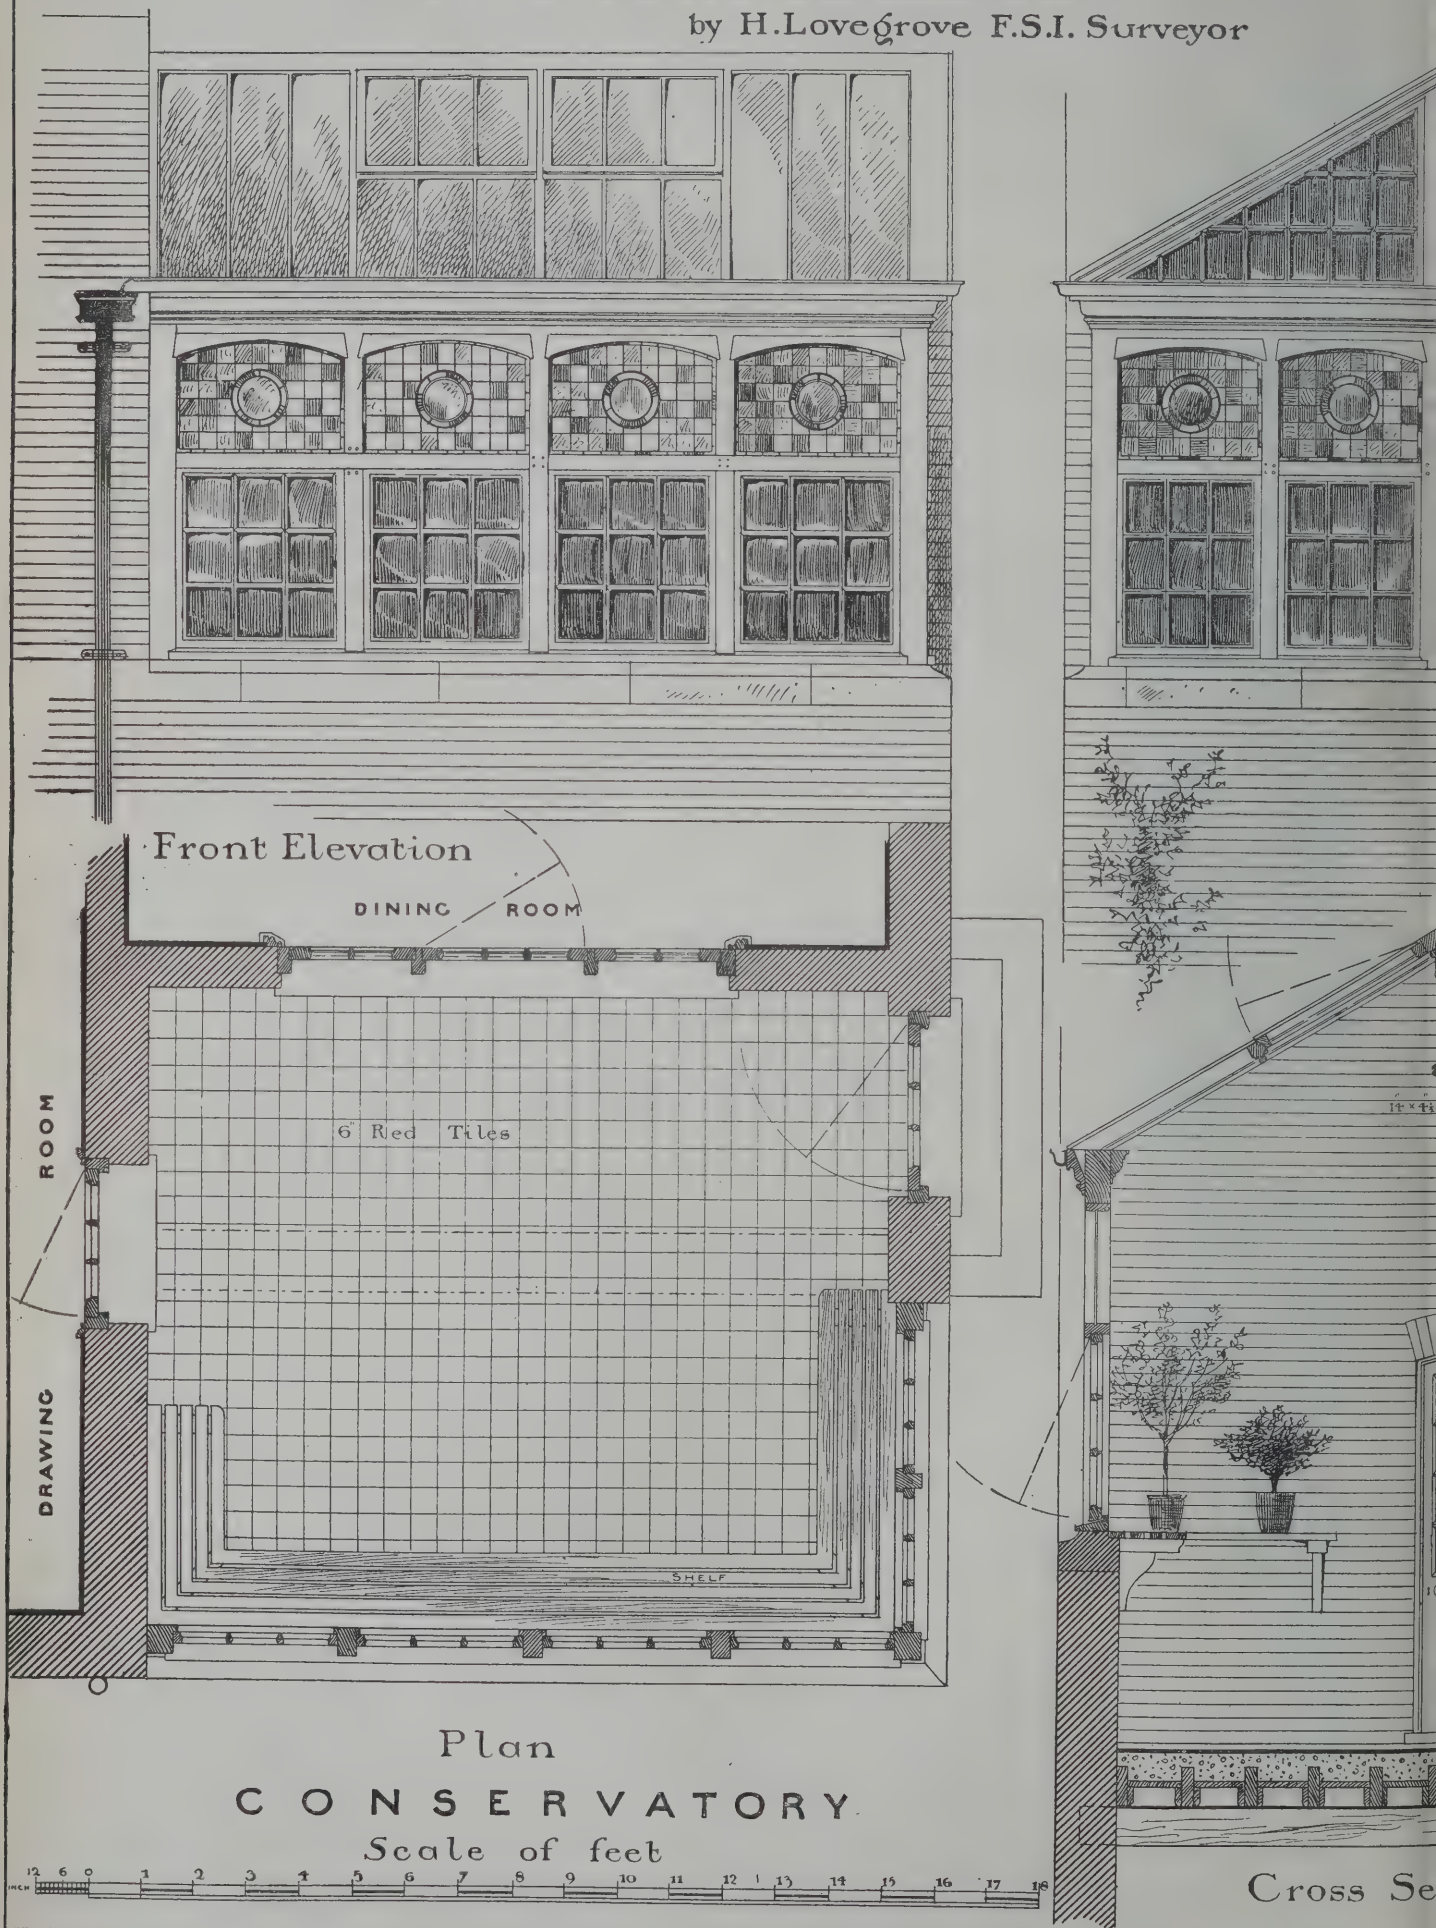 by H. Lovegrove F.S.I. Surveyor
Front Elevation
DINING ROOM
DRAWING ROOM
6" Red Tiles
SHELF
Plan
CONSERVATORY
Scale of feet
12 6 0 1 2 3 4 5 6 7 8 9 10 11 12 13 14 15 16 17 18
INCH
Cross Se